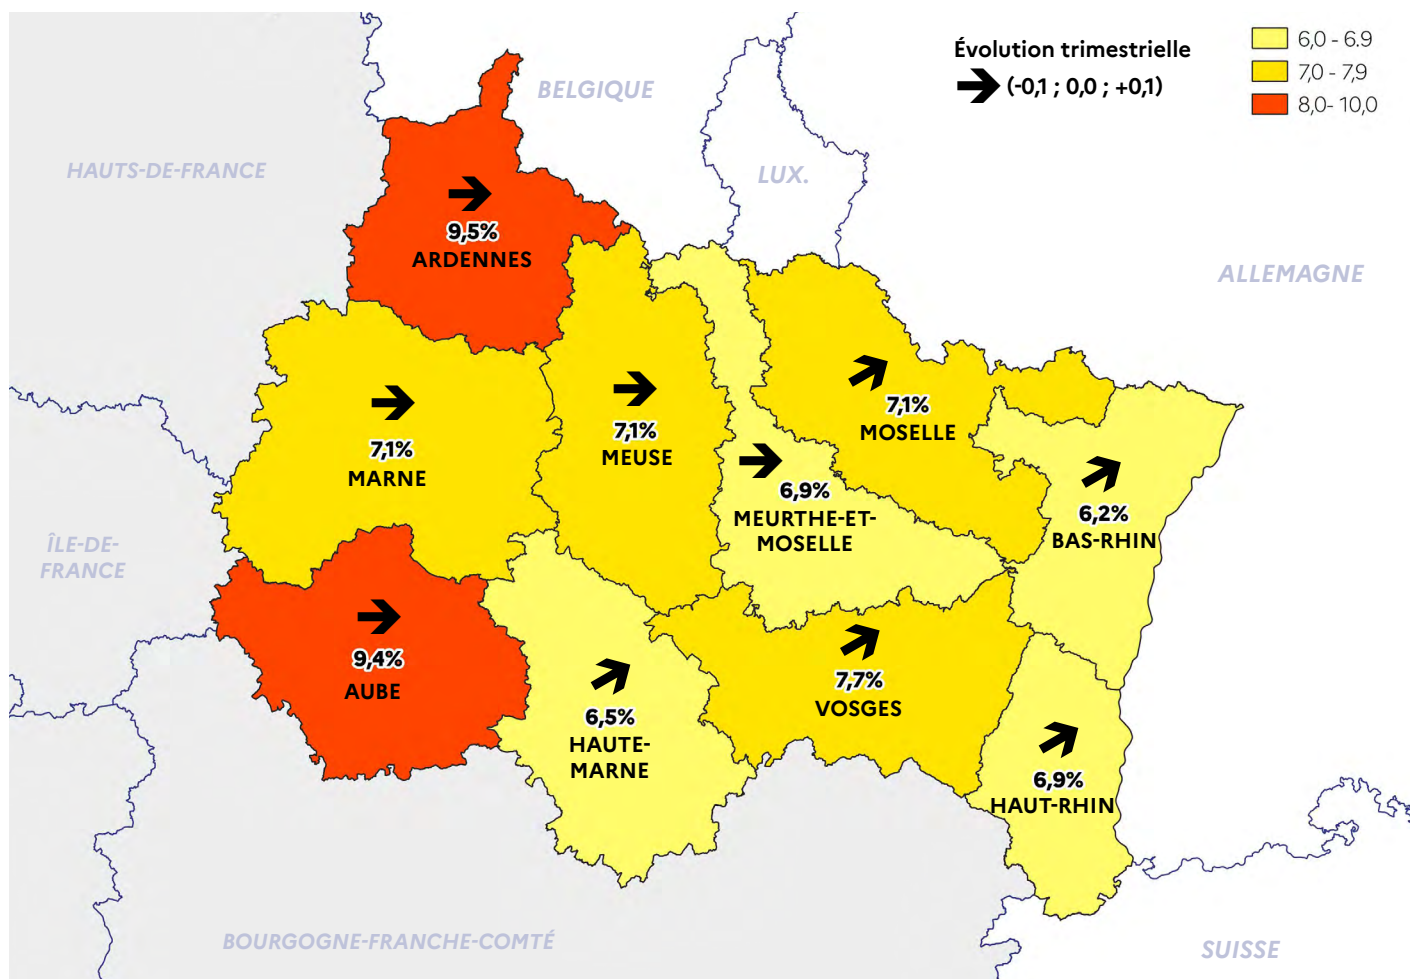 Évolution trimestrielle
(-0,1 ; 0,0 ; +0,1)
6,0 - 6.9
7,0 - 7,9
8,0- 10,0
BELGIQUE
HAUTS-DE-FRANCE
LUX.
ALLEMAGNE
9,5%
ARDENNES
7,1%
MARNE
7,1%
MEUSE
7,1%
MOSELLE
6,9%
MEURTHE-ET-
MOSELLE
6,2%
BAS-RHIN
ÎLE-DE-
FRANCE
9,4%
AUBE
6,5%
HAUTE-
MARNE
7,7%
VOSGES
6,9%
HAUT-RHIN
BOURGOGNE-FRANCHE-COMTÉ
SUISSE